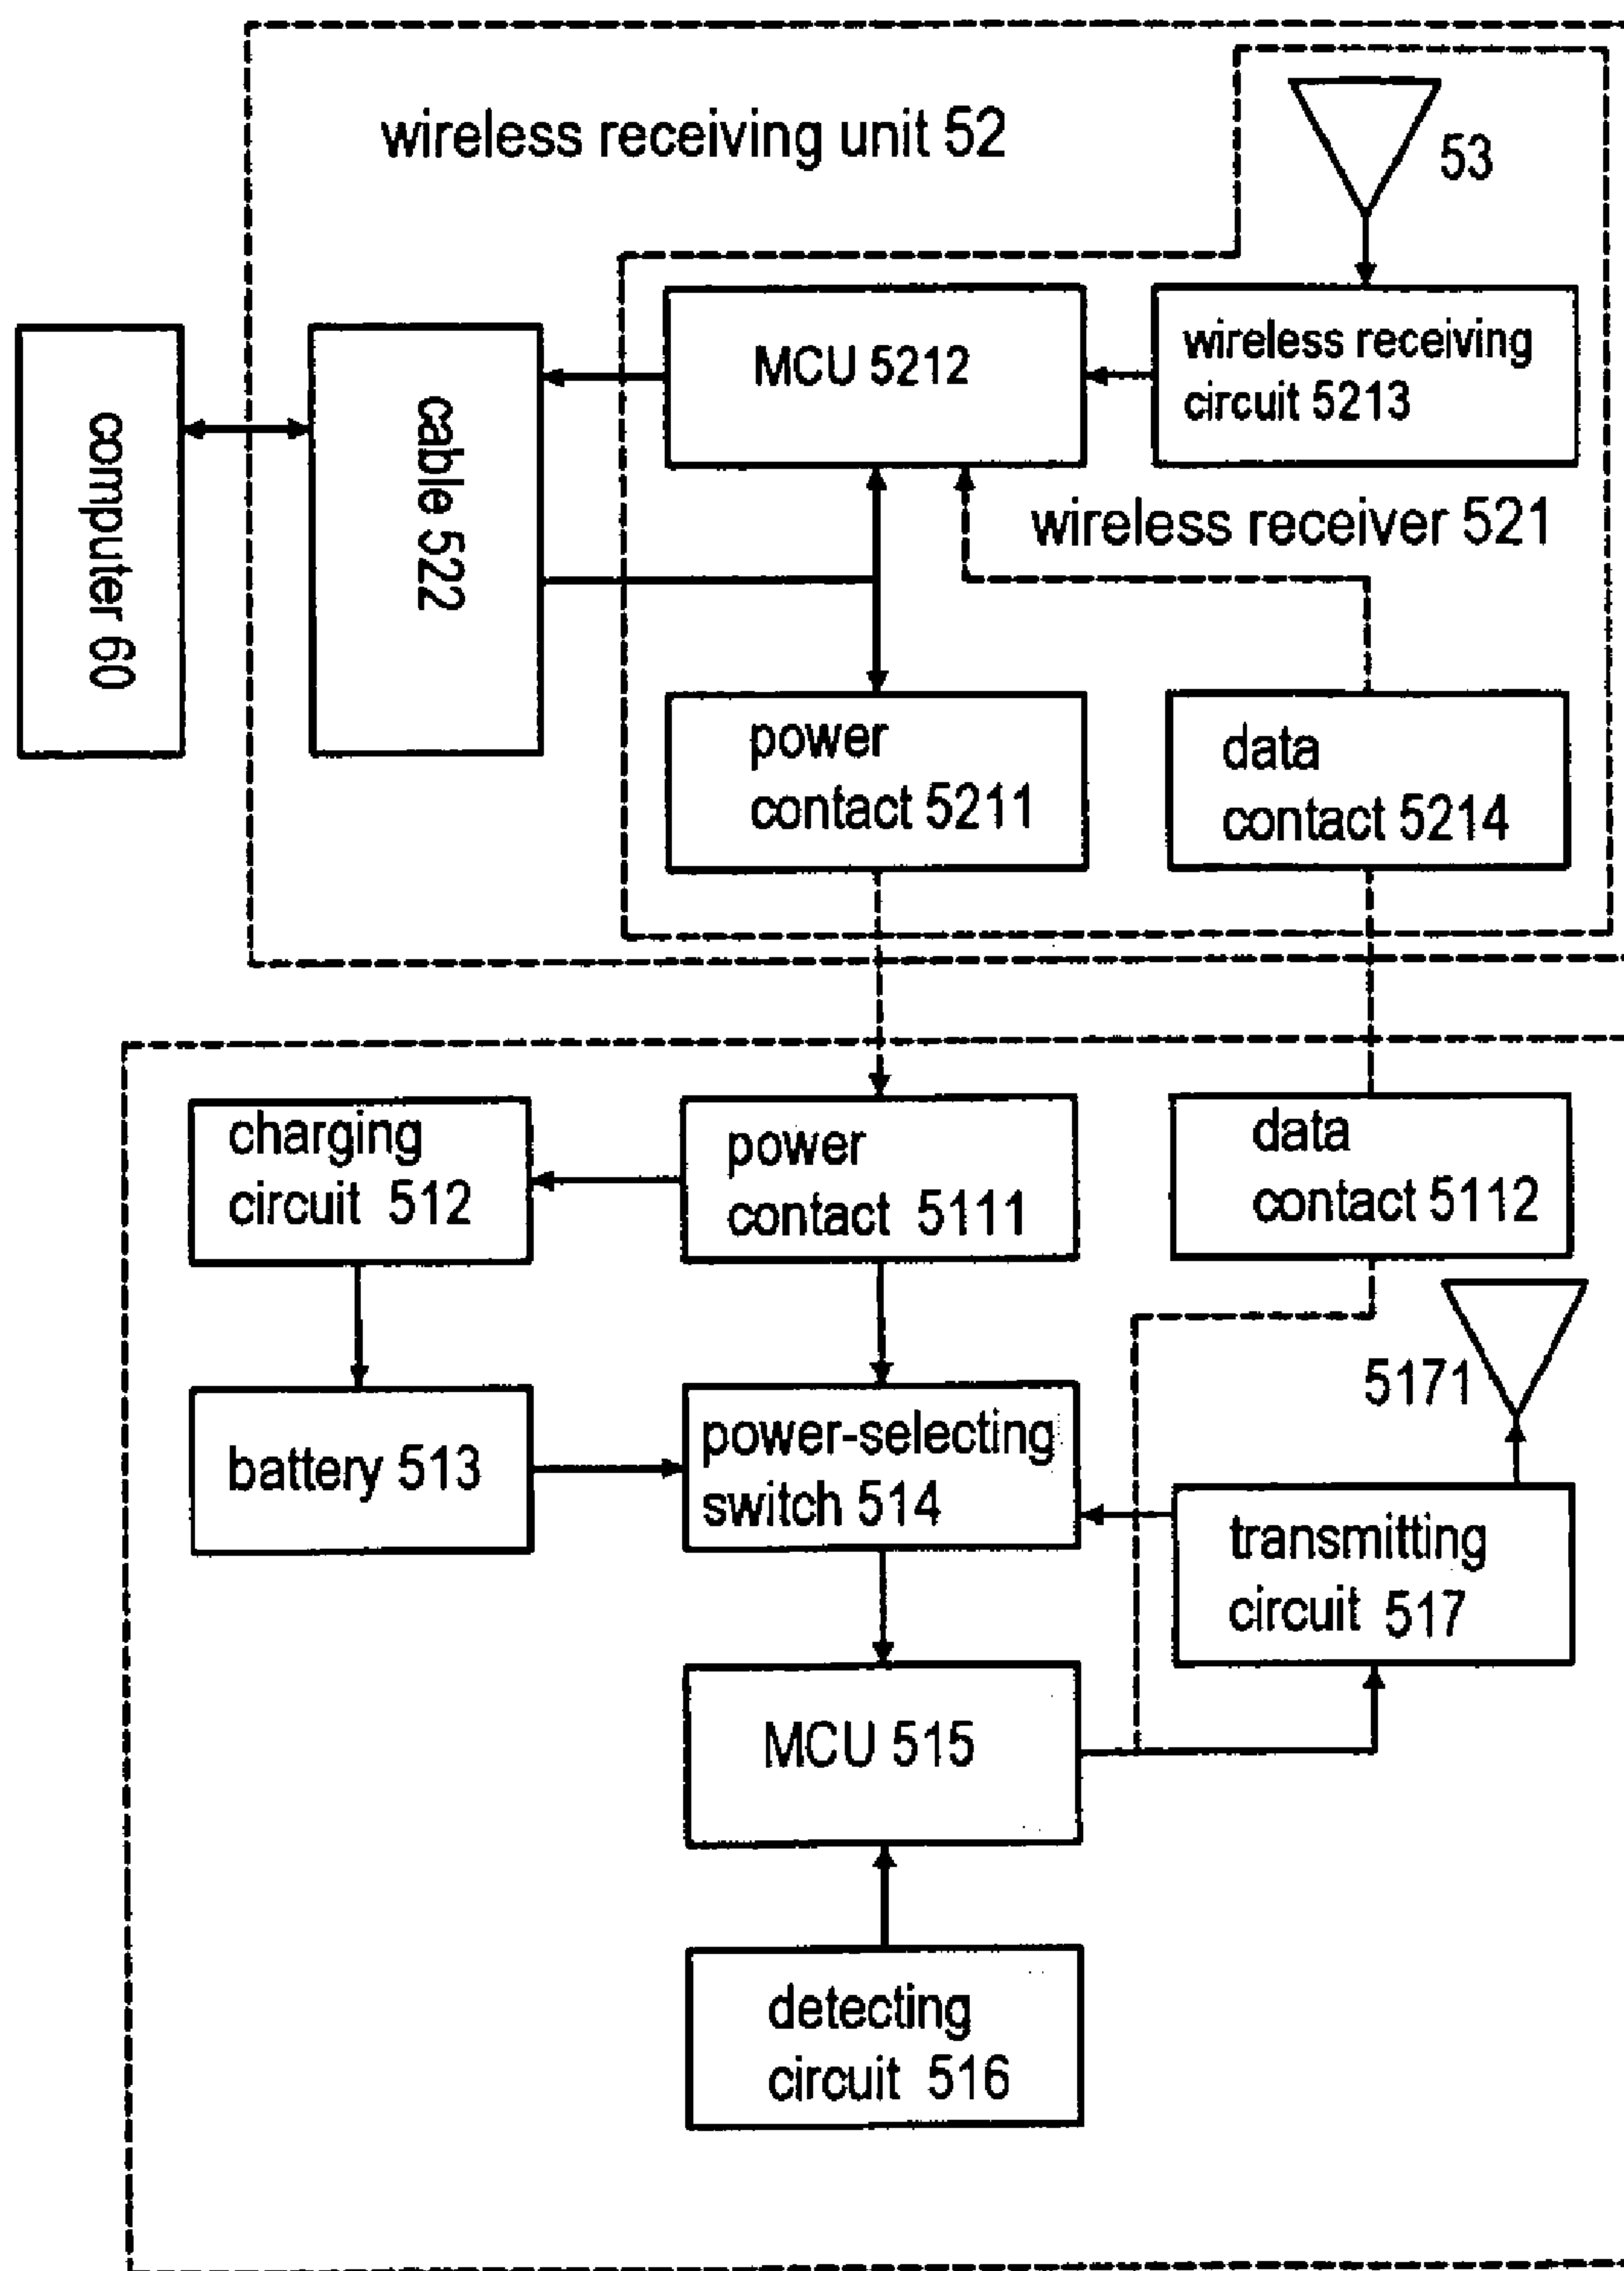 wireless receiving unit 52
53
computer 60
cable 522
MCU 5212
wireless receiving
circuit 5213
wireless receiver 521
power
contact 5211
data
contact 5214
charging
circuit 512
power
contact 5111
data
contact 5112
5171
battery 513
power-selecting
switch 514
transmitting
circuit 517
MCU 515
detecting
circuit 516